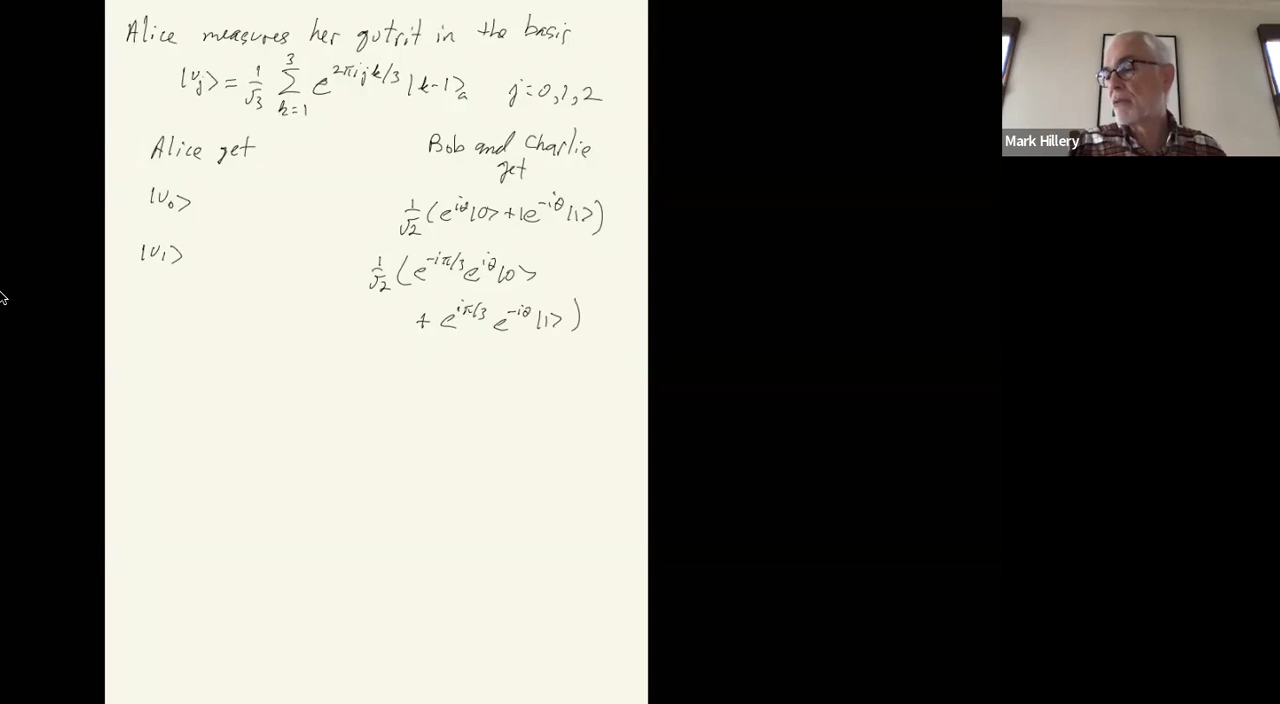 Alice measures her qutrit in the basis
|v_j> = 1/√3 Σ_{k=1}^{3} e^{2πijk/3} |k-1>_a j=0,1,2
Alice get Bob and Charlie
get
|v_0> 1/√2 (e^{iθ}|0> + |e^{-iθ}|1>)
|v_1> 1/√2 (e^{-iπ/3} e^{iθ}|0>
+ e^{iπ/3} e^{-iθ}|1>)
Mark Hillery